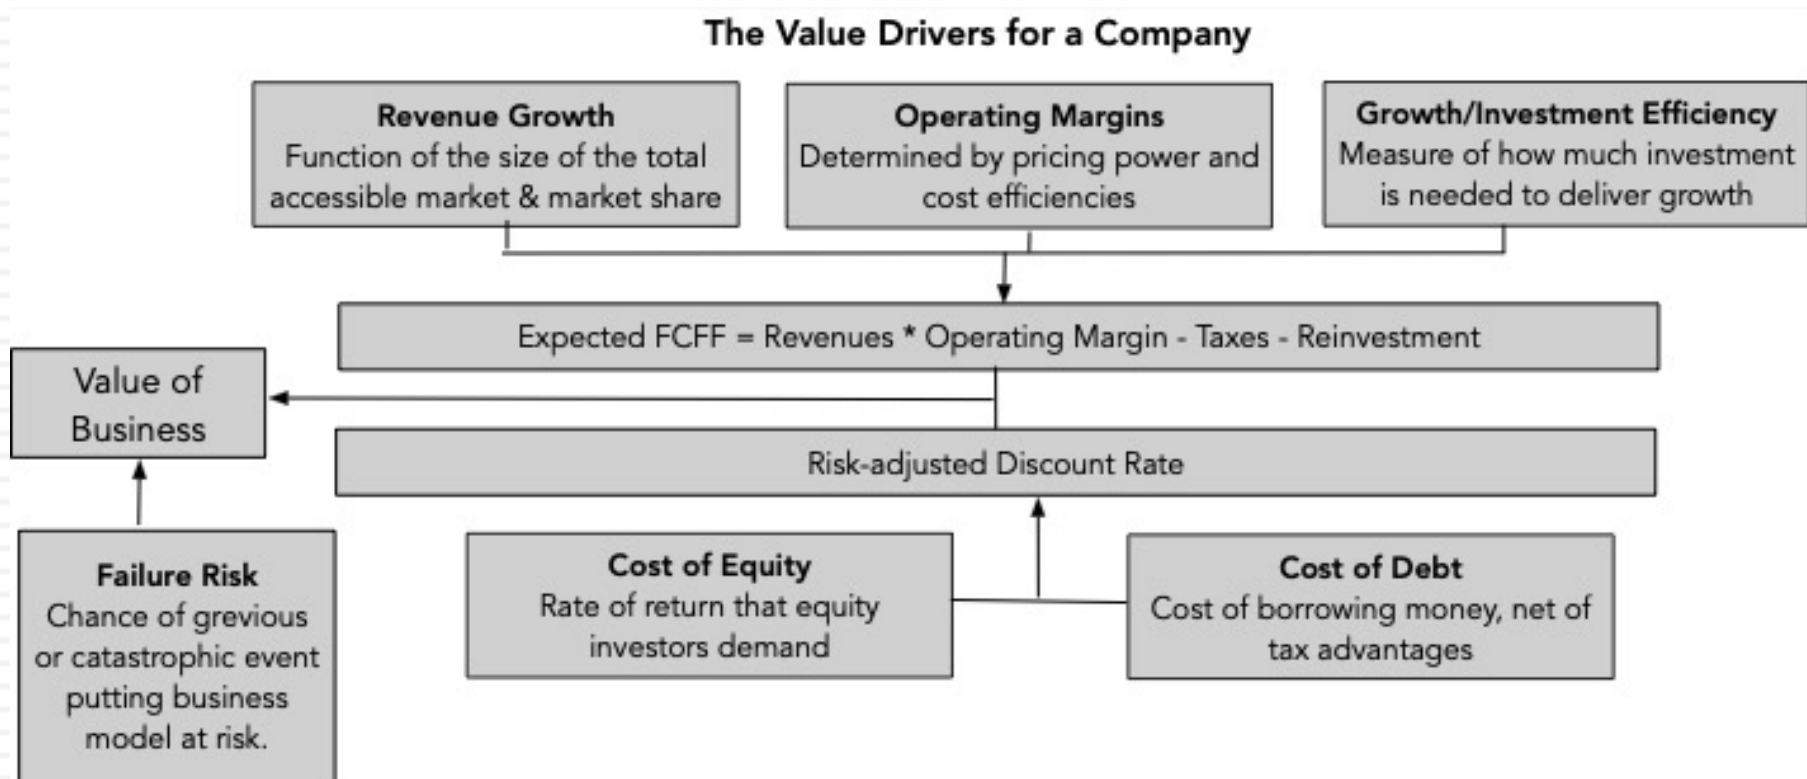 The Value Drivers for a Company
Revenue Growth
Function of the size of the total
accessible market & market share
Operating Margins
Determined by pricing power and
cost efficiencies
Growth/Investment Efficiency
Measure of how much investment
is needed to deliver growth
Expected FCFF = Revenues * Operating Margin - Taxes - Reinvestment
Value of
Business
Risk-adjusted Discount Rate
Failure Risk
Chance of grevious
or catastrophic event
putting business
model at risk.
Cost of Equity
Rate of return that equity
investors demand
Cost of Debt
Cost of borrowing money, net of
tax advantages